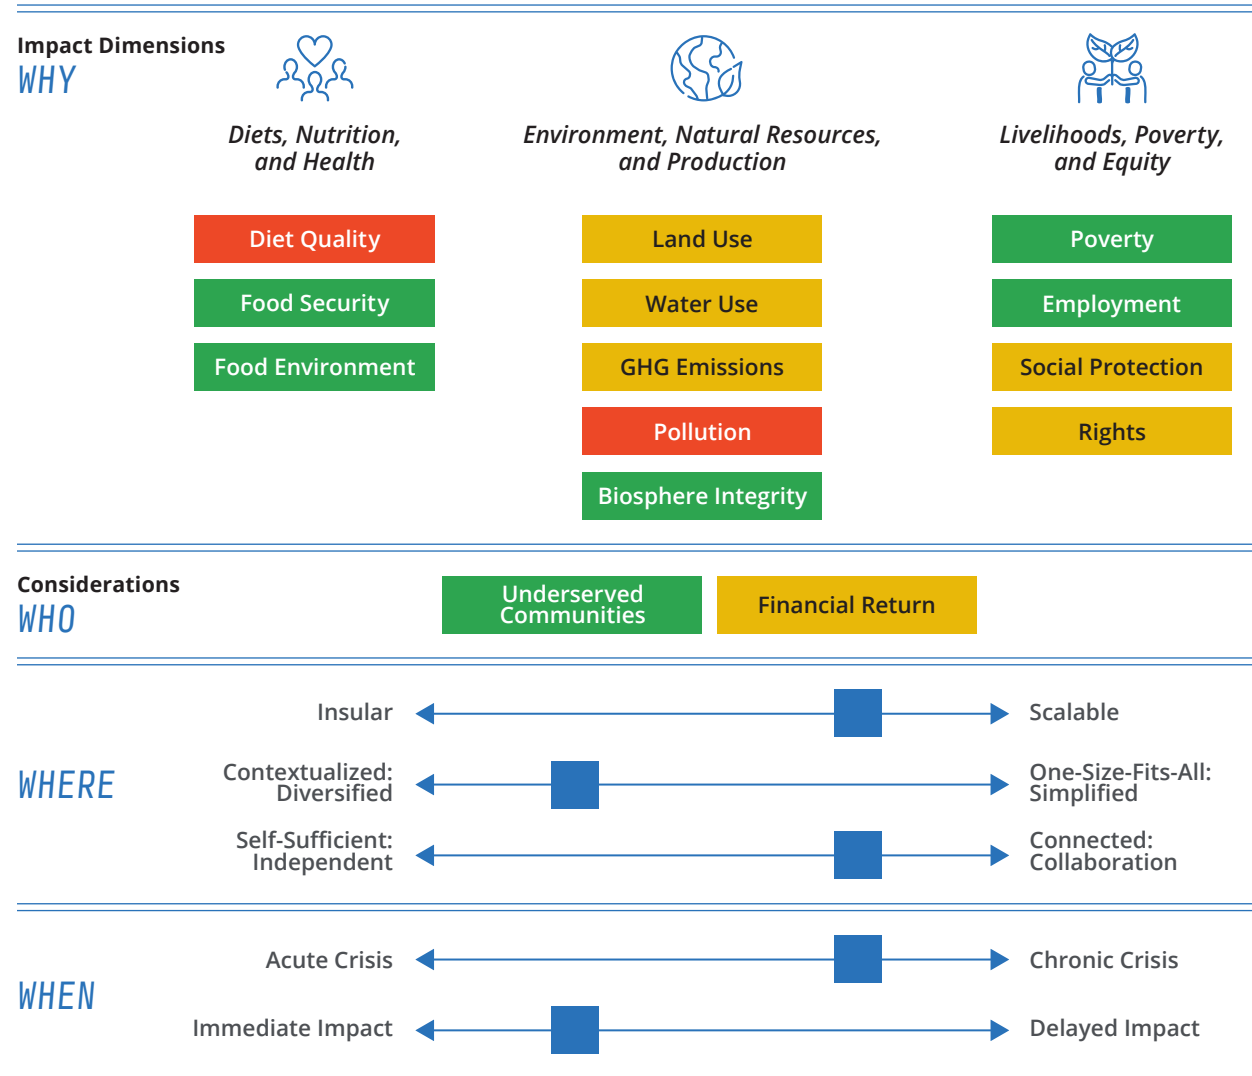 Impact Dimensions
WHY
Diets, Nutrition,
and Health
Environment, Natural Resources,
and Production
Livelihoods, Poverty,
and Equity
Diet Quality
Food Security
Food Environment
Land Use
Water Use
GHG Emissions
Pollution
Biosphere Integrity
Poverty
Employment
Social Protection
Rights
Considerations
WHO
Underserved
Communities
Financial Return
WHERE
Insular
Scalable
Contextualized:
Diversified
One-Size-Fits-All:
Simplified
Self-Sufficient:
Independent
Connected:
Collaboration
WHEN
Acute Crisis
Chronic Crisis
Immediate Impact
Delayed Impact